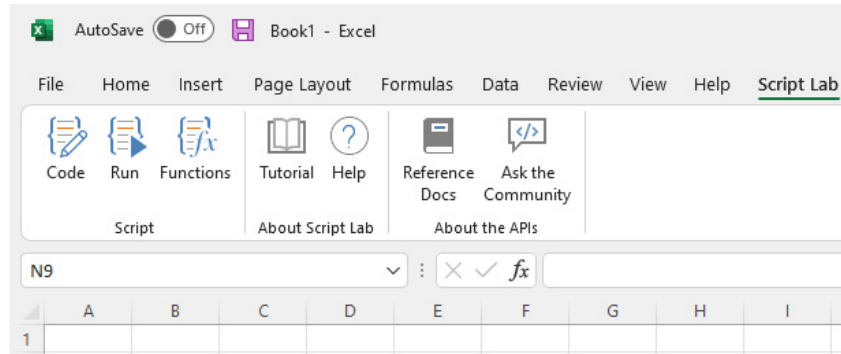 AutoSave Off Book1 - Excel
File Home Insert Page Layout Formulas Data Review View Help Script Lab
Code Run Functions Tutorial Help Reference Docs Ask the Community
Script About Script Lab About the APIs
N9 fx
A B C D E F G H I
1